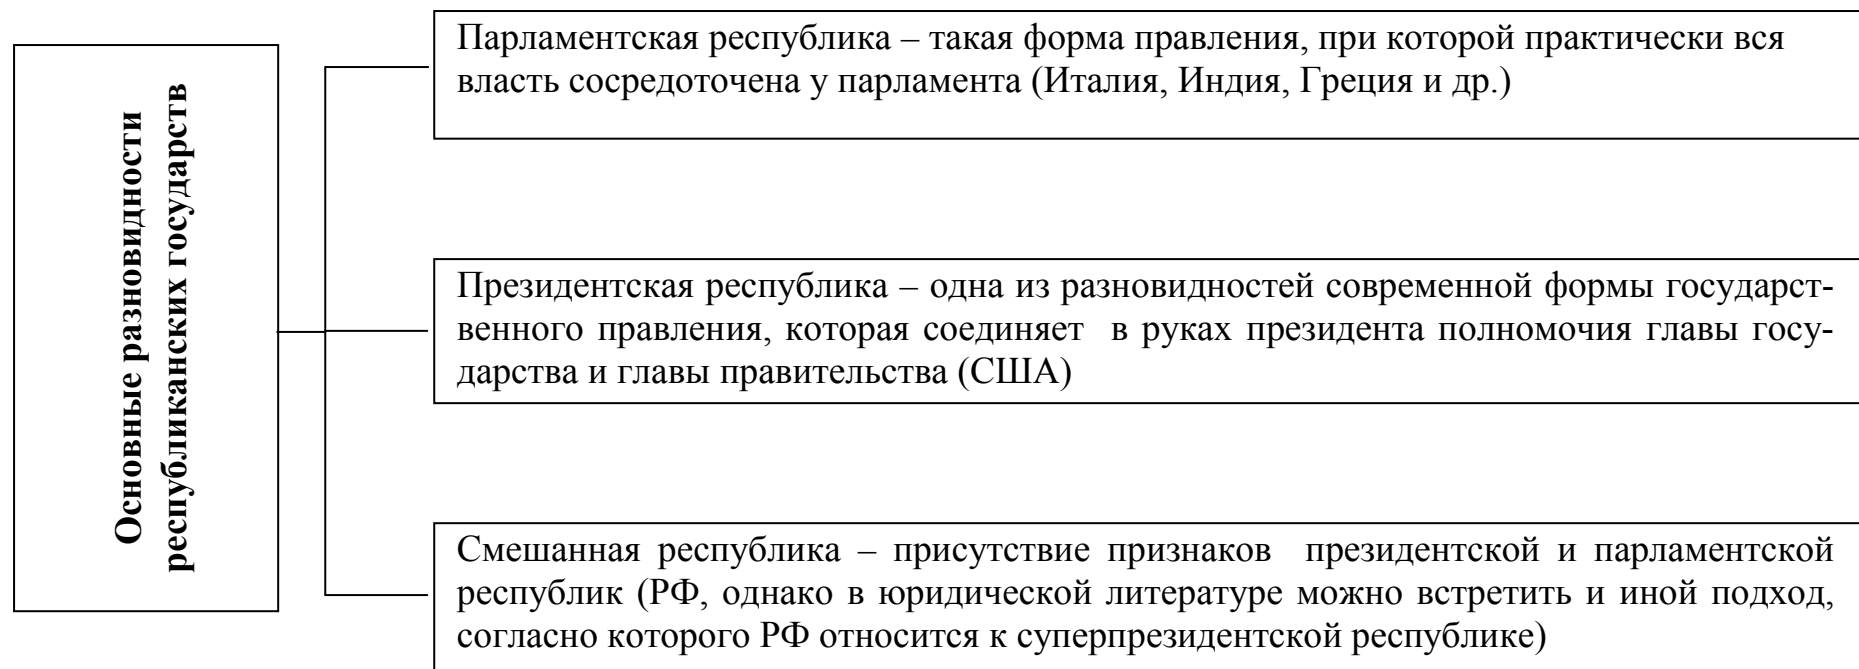 Основные разновидности
республиканских государств
Парламентская республика – такая форма правления, при которой практически вся
власть сосредоточена у парламента (Италия, Индия, Греция и др.)
Президентская республика – одна из разновидностей современной формы государст-
венного правления, которая соединяет в руках президента полномочия главы госу-
дарства и главы правительства (США)
Смешанная республика – присутствие признаков президентской и парламентской
республик (РФ, однако в юридической литературе можно встретить и иной подход,
согласно которого РФ относится к суперпрезидентской республике)